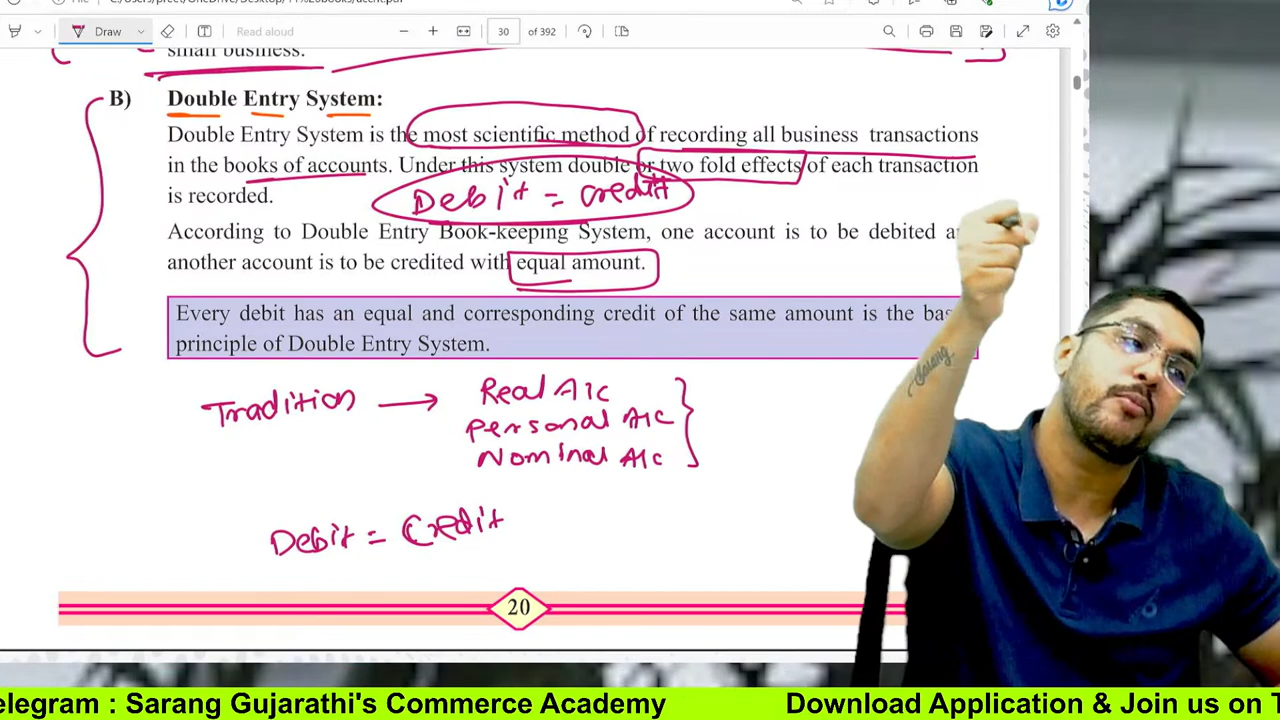 Draw
Read aloud
30
of 392
small business.
B) Double Entry System:
Double Entry System is the most scientific method of recording all business transactions
in the books of accounts. Under this system double or two fold effects of each transaction
is recorded.
Debit = credit
According to Double Entry Book-keeping System, one account is to be debited a
another account is to be credited with equal amount.
Every debit has an equal and corresponding credit of the same amount is the bas
principle of Double Entry System.
Tradition → Real A/c
Personal A/c
Nominal A/c
Debit = Credit
20
Sarang
elegram : Sarang Gujarathi's Commerce Academy
Download Application & Join us on T